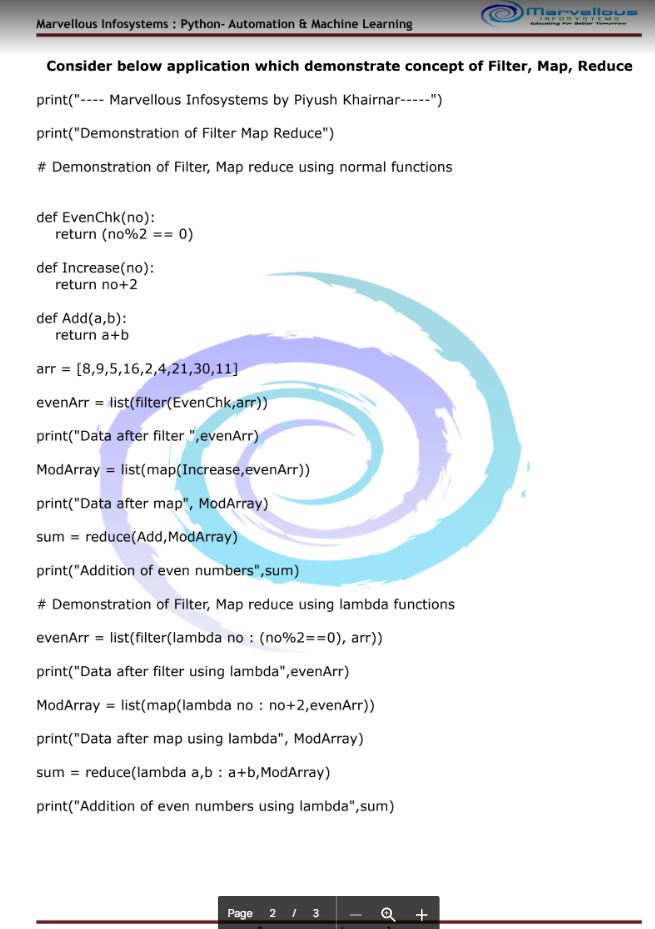 Marvellous Infosystems : Python- Automation & Machine Learning
Marvellous
INFOSYSTEMS
Educating For Better Tomorrow
Consider below application which demonstrate concept of Filter, Map, Reduce
print("---- Marvellous Infosystems by Piyush Khairnar-----")
print("Demonstration of Filter Map Reduce")
# Demonstration of Filter, Map reduce using normal functions
def EvenChk(no):
    return (no%2 == 0)
def Increase(no):
    return no+2
def Add(a,b):
    return a+b
arr = [8,9,5,16,2,4,21,30,11]
evenArr = list(filter(EvenChk,arr))
print("Data after filter ",evenArr)
ModArray = list(map(Increase,evenArr))
print("Data after map", ModArray)
sum = reduce(Add,ModArray)
print("Addition of even numbers",sum)
# Demonstration of Filter, Map reduce using lambda functions
evenArr = list(filter(lambda no : (no%2==0), arr))
print("Data after filter using lambda",evenArr)
ModArray = list(map(lambda no : no+2,evenArr))
print("Data after map using lambda", ModArray)
sum = reduce(lambda a,b : a+b,ModArray)
print("Addition of even numbers using lambda",sum)
Page 2 / 3